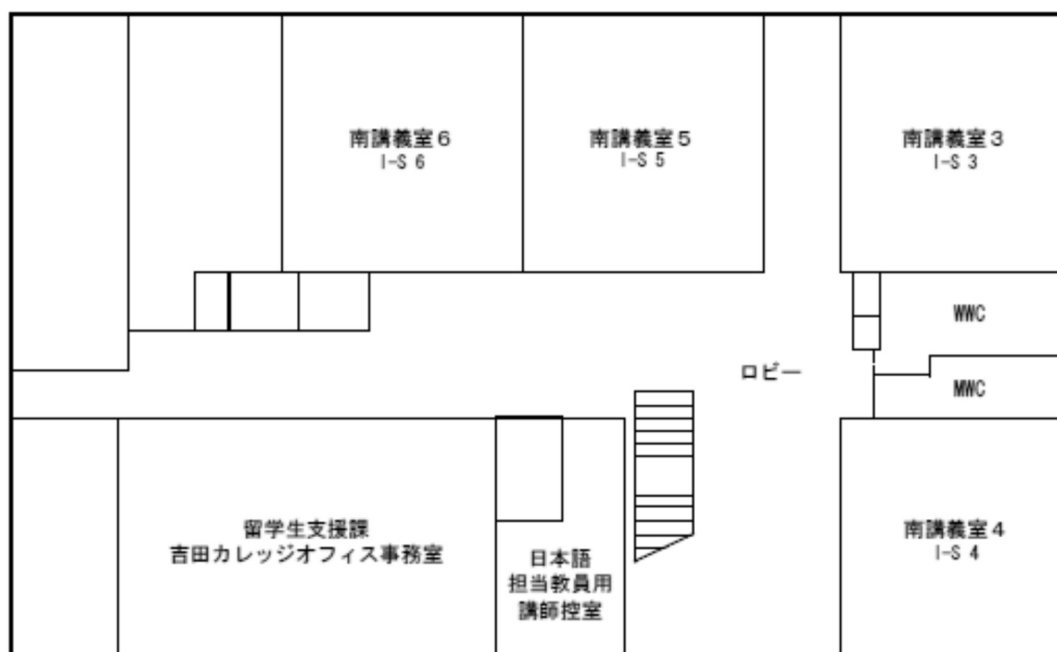 南講義室６
I-S 6
南講義室５
I-S 5
南講義室３
I-S 3
WWC
ロビー
MWC
留学生支援課
吉田カレッジオフィス事務室
日本語
担当教員用
講師控室
南講義室４
I-S 4